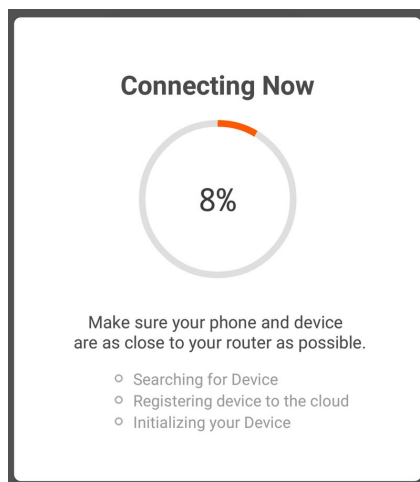 Connecting Now
8%
Make sure your phone and device
are as close to your router as possible.
Searching for Device
Registering device to the cloud
Initializing your Device